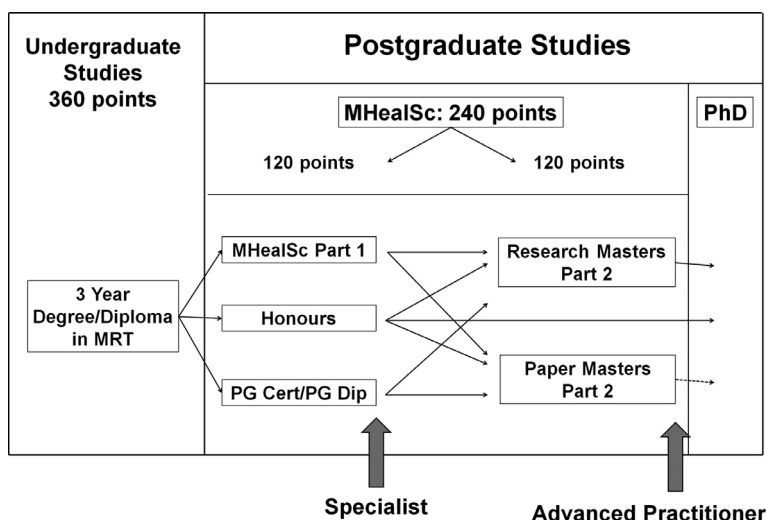 Undergraduate
Studies
360 points
Postgraduate Studies
MHealSc: 240 points
PhD
120 points
120 points
3 Year
Degree/Diploma
in MRT
MHealSc Part 1
Honours
PG Cert/PG Dip
Research Masters
Part 2
Paper Masters
Part 2
Specialist
Advanced Practitioner